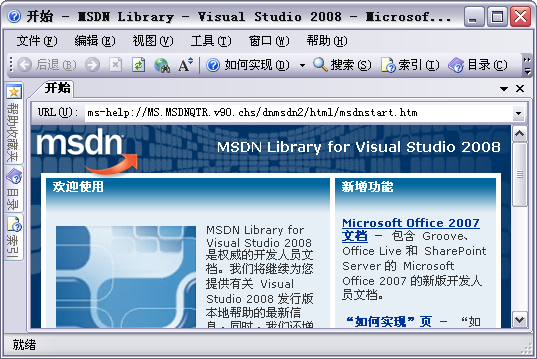 开始 - MSDN Library - Visual Studio 2008 - Microsof...
文件(F) 编辑(E) 视图(V) 工具(T) 窗口(W) 帮助(H)
后退(B) 如何实现(D) 搜索(S) 索引(I) 目录(C)
开始
URL(U): ms-help://MS.MSDNQTR.v90.chs/dnmsdn2/html/msdnstart.htm
帮助收藏夹
目录
索引
msdn
MSDN Library for Visual Studio 2008
欢迎使用
MSDN Library for
Visual Studio 2008
是权威的开发人员文
档。我们将继续为您
提供有关 Visual
Studio 2008 发行版
本地帮助的最新信
息，同时，我们还增
新增功能
Microsoft Office 2007
文档 - 包含 Groove、
Office Live 和 SharePoint
Server 的 Microsoft
Office 2007 的新版开发人
员文档。
“如何实现”页 - “如
就绪